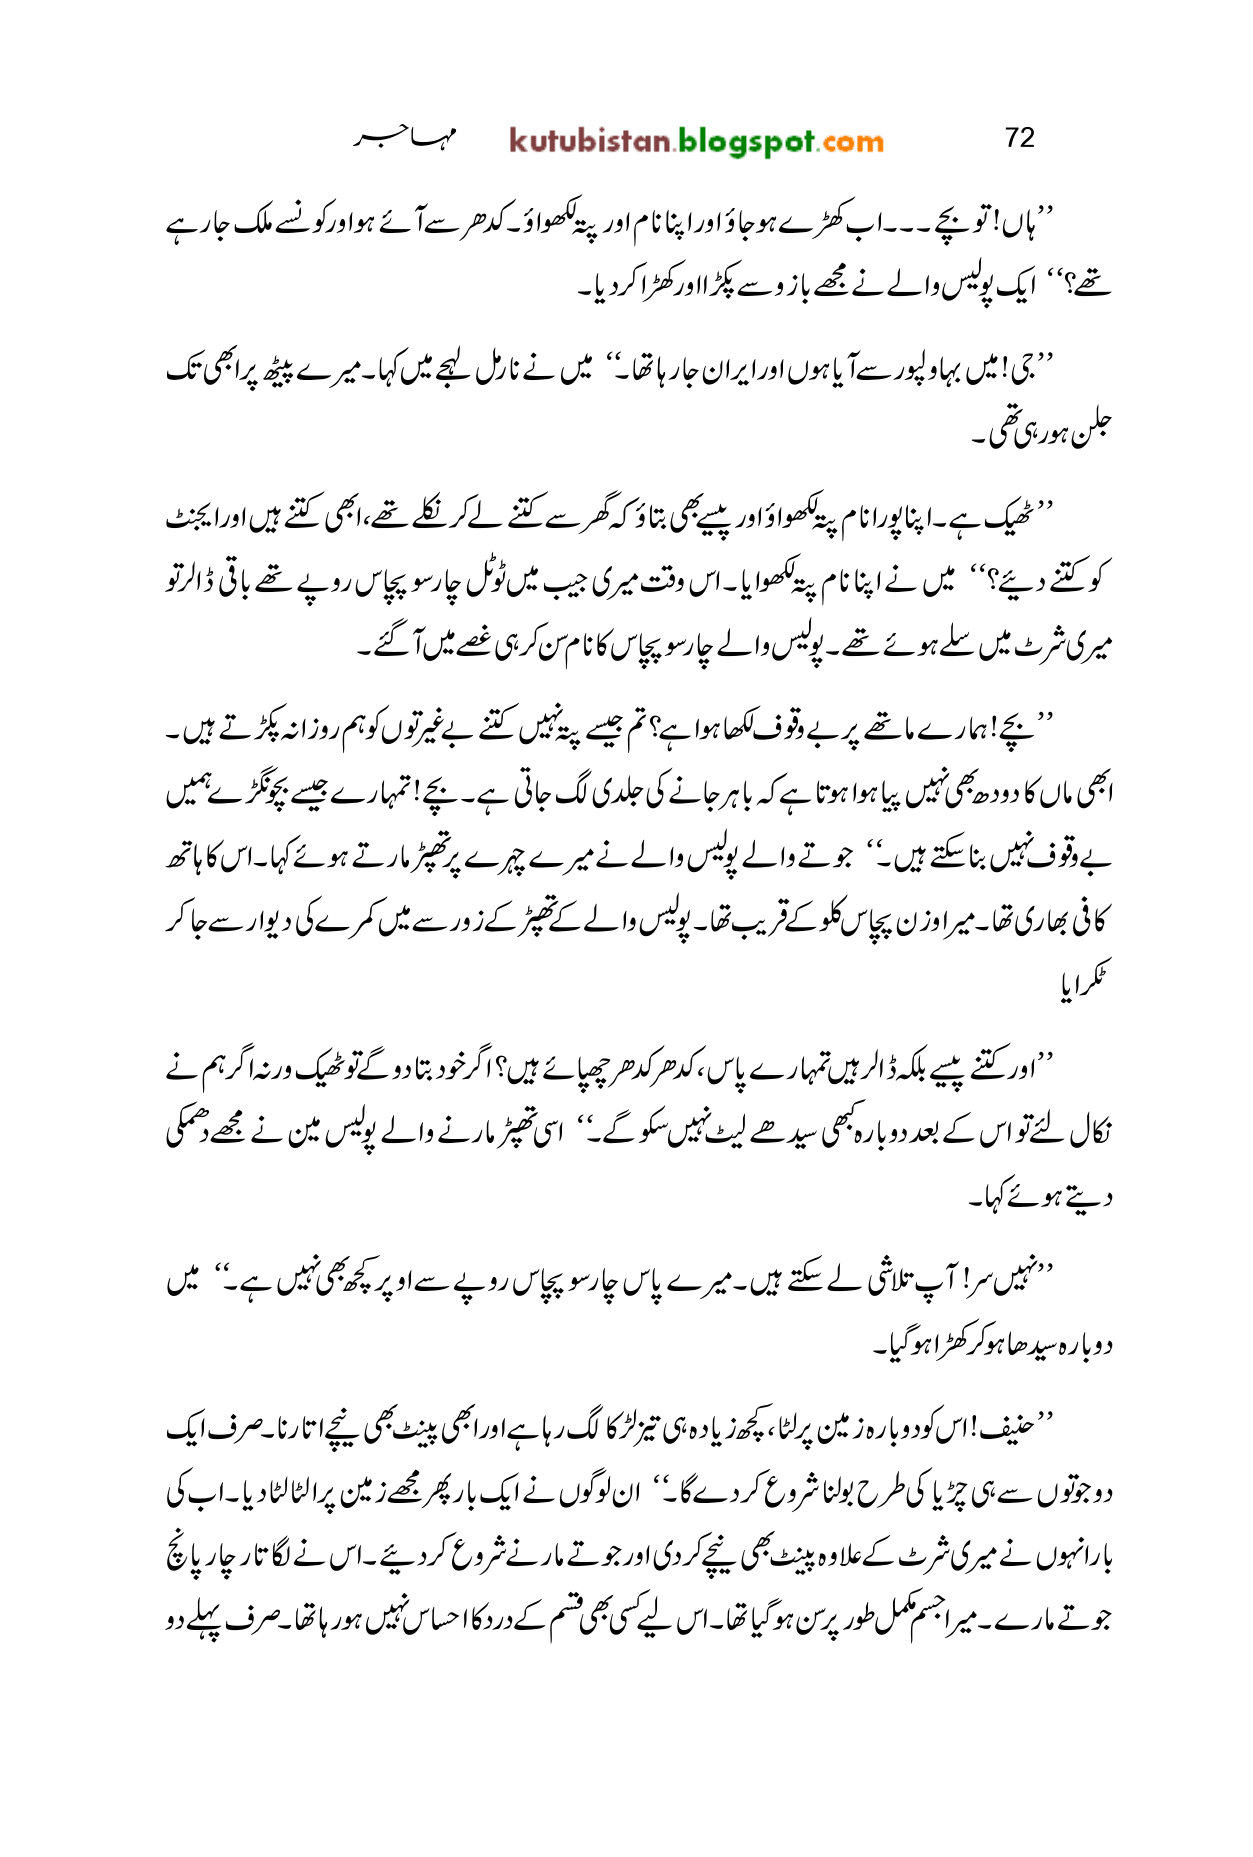 72 kutubistan.blogspot.com مہاجر
’’ہاں! تو بچے۔۔۔اب کھڑے ہو جاؤ اور اپنا نام اور پتہ لکھواؤ۔ کدھر سے آئے ہو اور کونسے ملک جا رہے
تھے؟‘‘ ایک پولیس والے نے مجھے بازو سے پکڑا اور کھڑا کر دیا۔
’’جی! میں بہاولپور سے آیا ہوں اور ایران جا رہا تھا۔‘‘ میں نے نارمل لہجے میں کہا۔ میرے پیٹھ پر ابھی تک
جلن ہو رہی تھی۔
’’ٹھیک ہے۔ اپنا پورا نام پتہ لکھواؤ اور پیسے بھی بتاؤ کہ گھر سے کتنے لے کر نکلے تھے، ابھی کتنے ہیں اور ایجنٹ
کو کتنے دیئے؟‘‘ میں نے اپنا نام پتہ لکھوایا۔ اس وقت میری جیب میں ٹوٹل چار سو پچاس روپے تھے باقی ڈالر تو
میری شرٹ میں سلے ہوئے تھے۔ پولیس والے چار سو پچاس کا نام سن کر ہی غصے میں آ گئے۔
’’بچے! ہمارے ماتھے پر بے وقوف لکھا ہوا ہے؟ تم جیسے پتہ نہیں کتنے بے غیرتوں کو ہم روزانہ پکڑتے ہیں۔
ابھی ماں کا دودھ بھی نہیں پیا ہوا ہوتا ہے کہ باہر جانے کی جلدی لگ جاتی ہے۔ بچے! تمہارے جیسے بچونگڑے ہمیں
بے وقوف نہیں بنا سکتے ہیں۔‘‘ جوتے والے پولیس والے نے میرے چہرے پر تھپڑ مارتے ہوئے کہا۔ اس کا ہاتھ
کافی بھاری تھا۔ میرا وزن پچاس کلو کے قریب تھا۔ پولیس والے کے تھپڑ کے زور سے میں کمرے کی دیوار سے جا کر
ٹکرایا
’’اور کتنے پیسے بلکہ ڈالر ہیں تمہارے پاس، کدھر کدھر چھپائے ہیں؟ اگر خود بتا دو گے تو ٹھیک ورنہ اگر ہم نے
نکال لئے تو اس کے بعد دوبارہ کبھی سیدھے لیٹ نہیں سکو گے۔‘‘ اسی تھپڑ مارنے والے پولیس مین نے مجھے دھمکی
دیتے ہوئے کہا۔
’’نہیں سر! آپ تلاشی لے سکتے ہیں۔ میرے پاس چار سو پچاس روپے سے اوپر کچھ بھی نہیں ہے۔‘‘ میں
دوبارہ سیدھا ہو کر کھڑا ہو گیا۔
’’حنیف! اس کو دوبارہ زمین پر لٹا، کچھ زیادہ ہی تیز لڑکا لگ رہا ہے اور ابھی پینٹ بھی نیچے اتارنا۔ صرف ایک
دو جوتوں سے ہی چڑیا کی طرح بولنا شروع کر دے گا۔‘‘ ان لوگوں نے ایک بار پھر مجھے زمین پر الٹا لٹا دیا۔ اب کی
بار انہوں نے میری شرٹ کے علاوہ پینٹ بھی نیچے کر دی اور جوتے مارنے شروع کر دیئے۔ اس نے لگاتار چار پانچ
جوتے مارے۔ میرا جسم مکمل طور پر سن ہو گیا تھا۔ اس لیے کسی بھی قسم کے درد کا احساس نہیں ہو رہا تھا۔ صرف پہلے دو